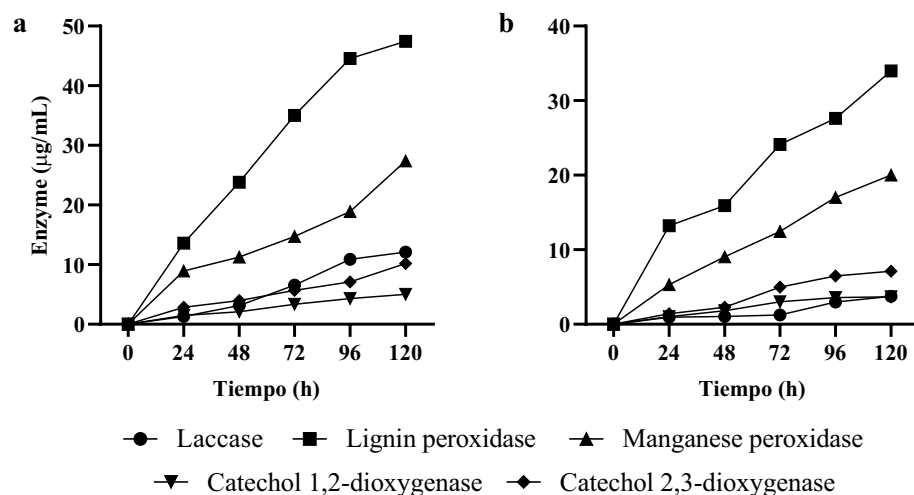 a
50
40
30
20
10
0
Enzyme (µg/mL)
0 24 48 72 96 120
Tiempo (h)
b
40
30
20
10
0
0 24 48 72 96 120
Tiempo (h)
Laccase Lignin peroxidase Manganese peroxidase
Catechol 1,2-dioxygenase Catechol 2,3-dioxygenase